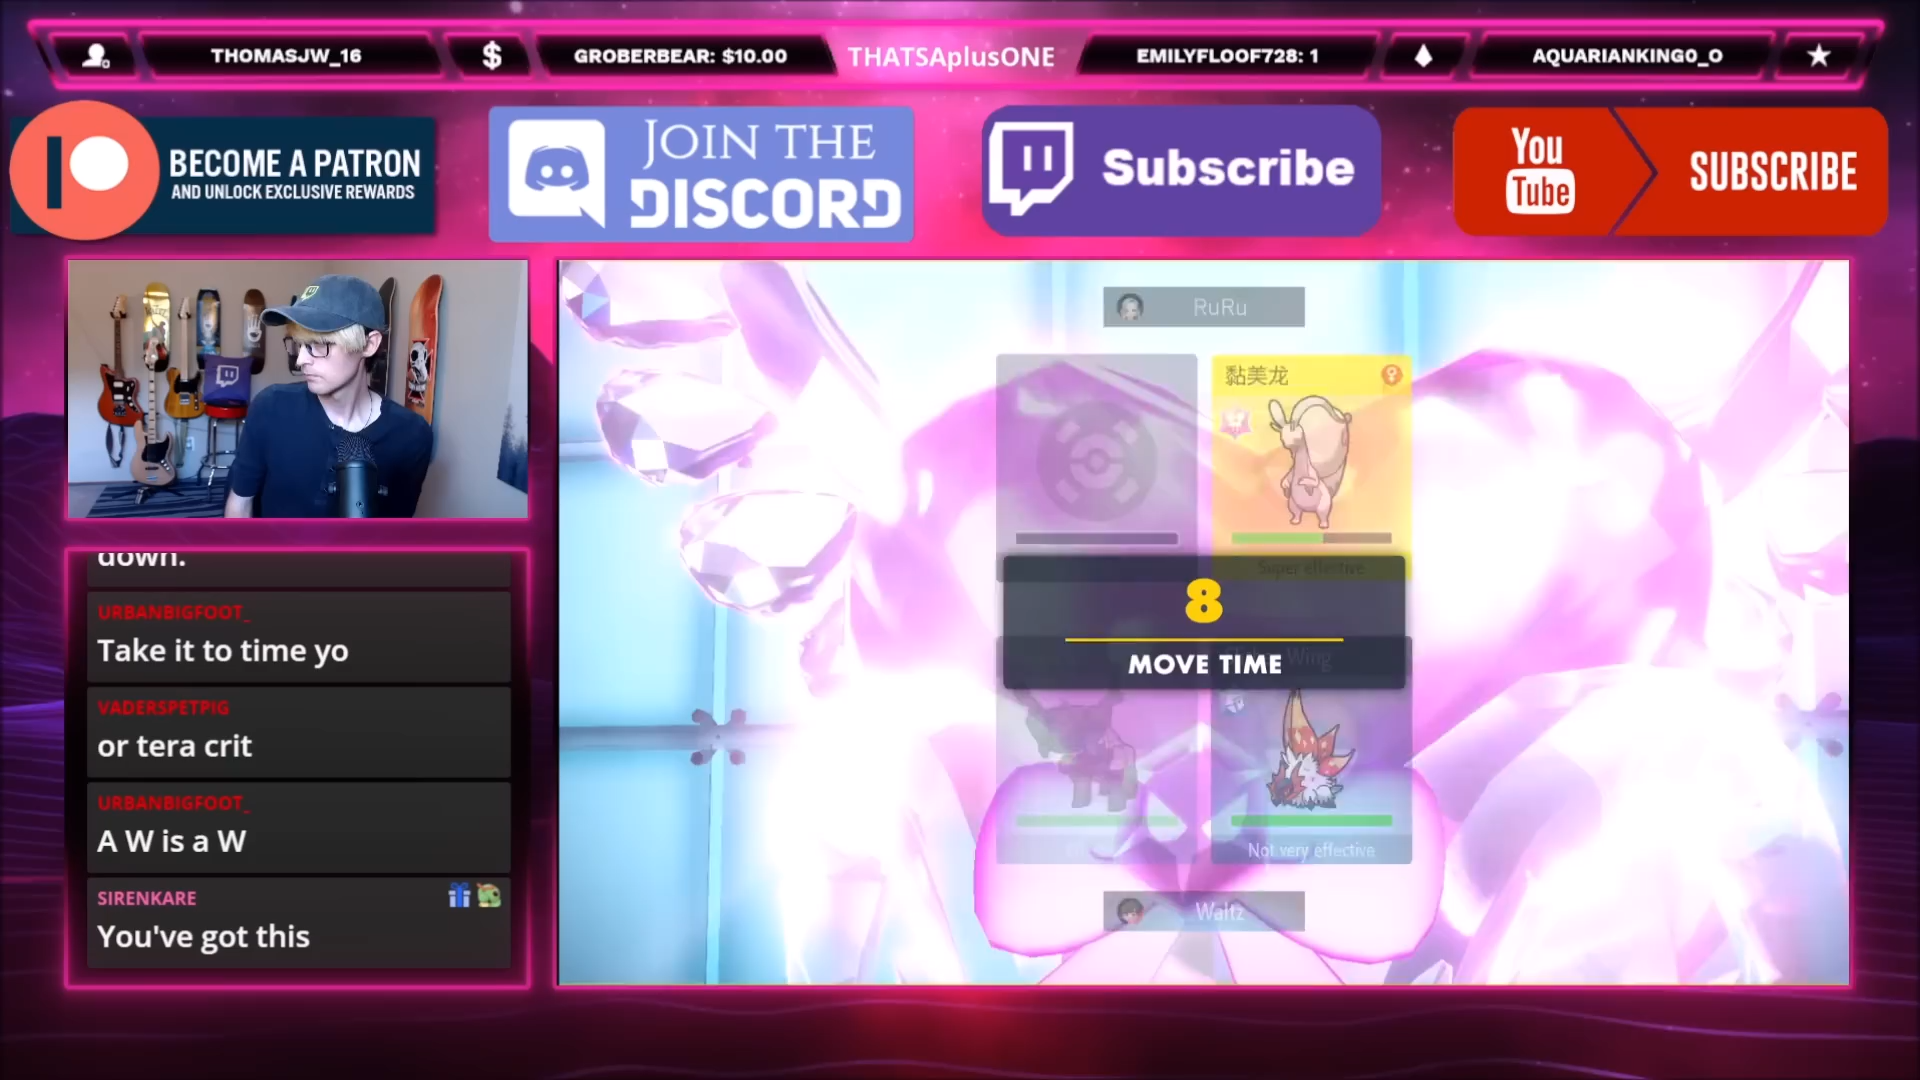 THOMASJW_16
$
GROBERBEAR: $10.00
THATSAplusONE
EMILYFLOOF728: 1
AQUARIANKING0_O
BECOME A PATRON
AND UNLOCK EXCLUSIVE REWARDS
JOIN THE
DISCORD
Subscribe
You
Tube
SUBSCRIBE
RuRu
黏美龙
Super effective
8
MOVE TIME
Wing
Not very effective
Waltz
down.
URBANBIGFOOT_
Take it to time yo
VADERSPETPIG
or tera crit
URBANBIGFOOT_
A W is a W
SIRENKARE
You've got this